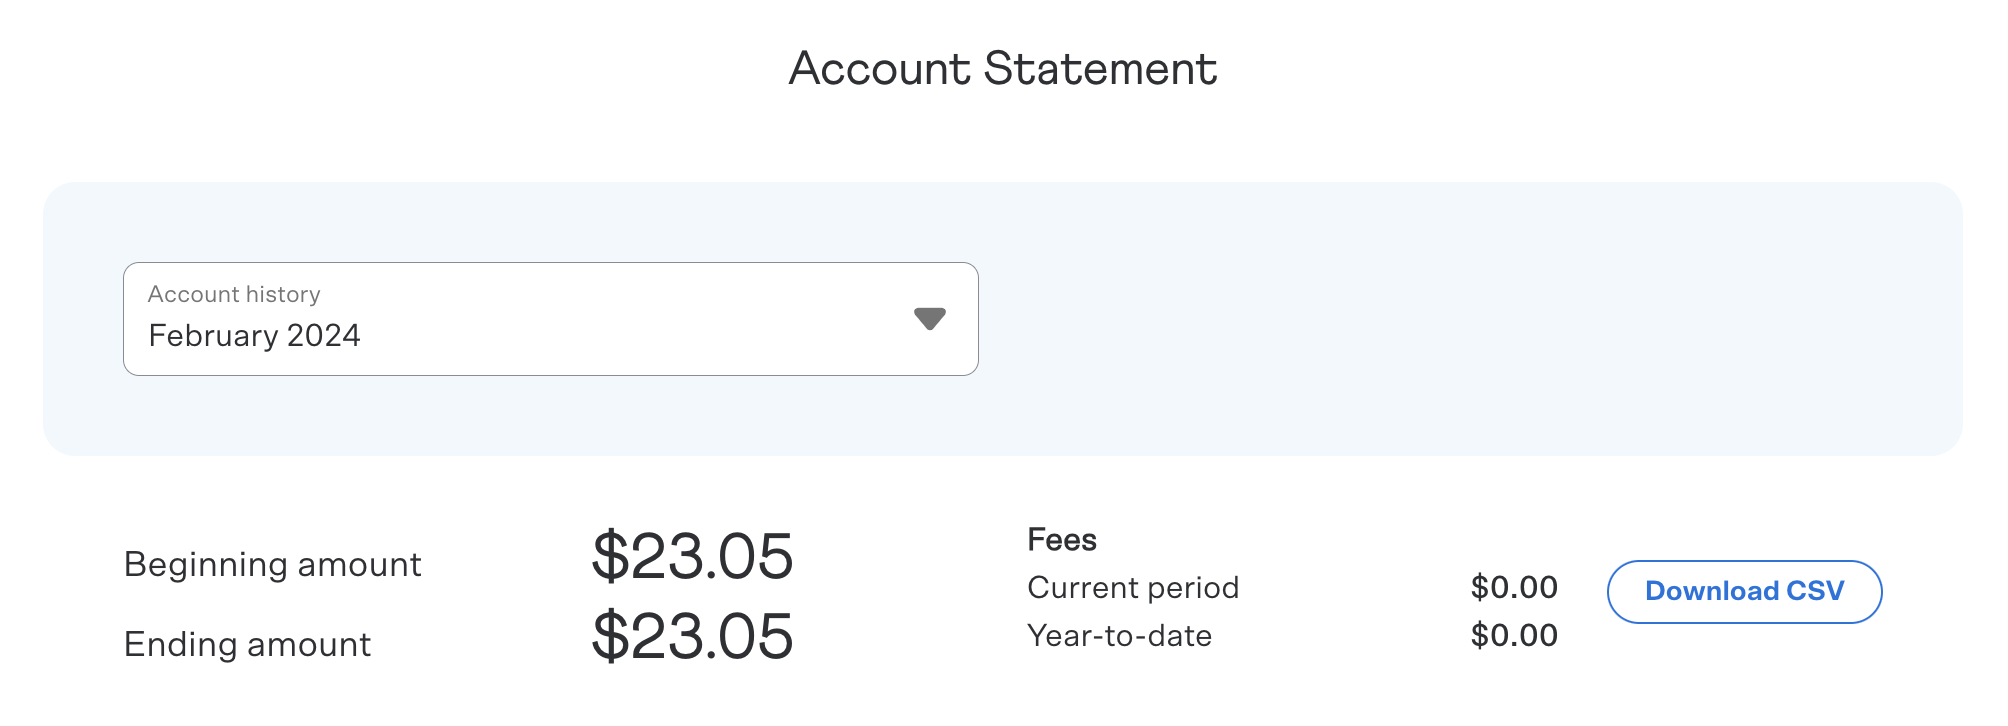 Account Statement
Account history
February 2024
Beginning amount $23.05
Ending amount $23.05
Fees
Current period $0.00
Year-to-date $0.00
Download CSV